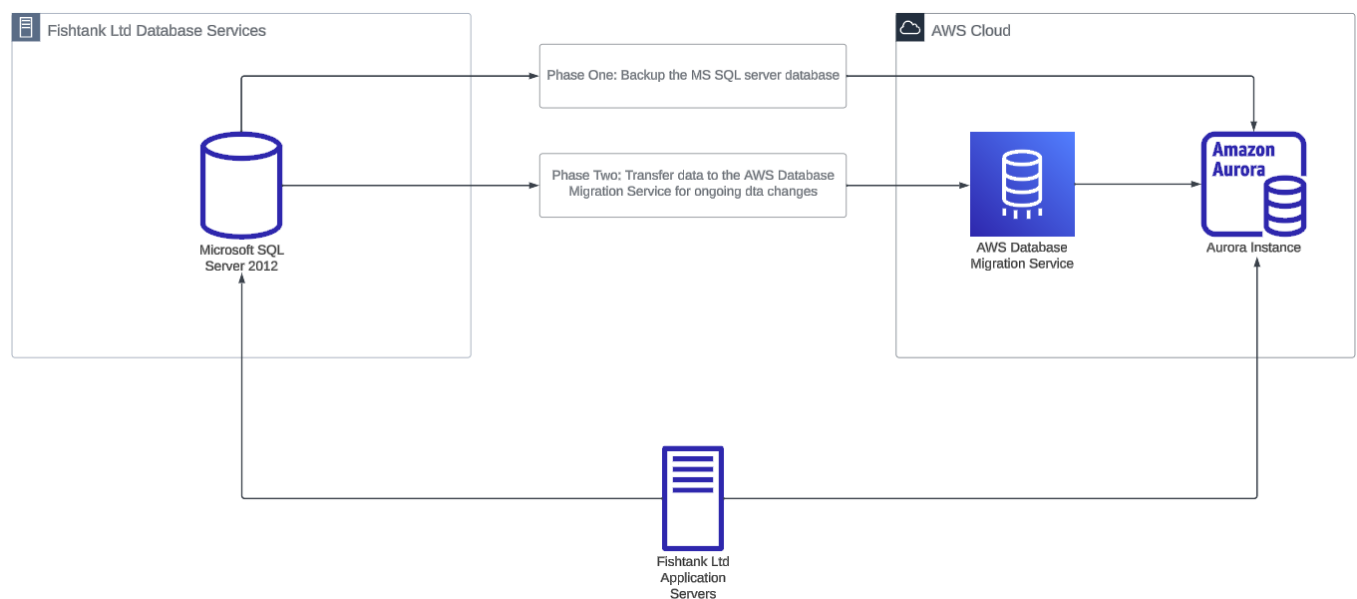 Fishtank Ltd Database Services
AWS Cloud
Phase One: Backup the MS SQL server database
Phase Two: Transfer data to the AWS Database
Migration Service for ongoing dta changes
Amazon
Aurora
Microsoft SQL
Server 2012
AWS Database
Migration Service
Aurora Instance
Fishtank Ltd
Application
Servers